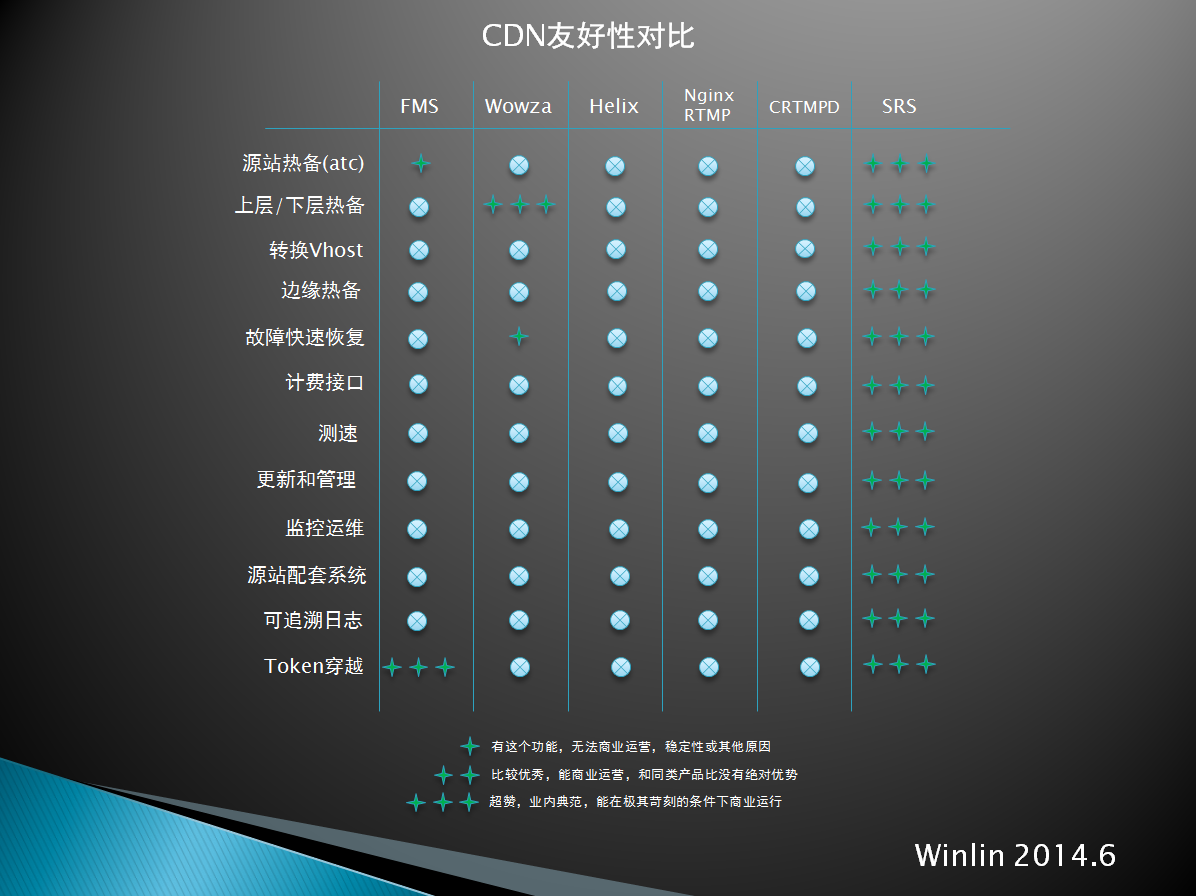 CDN友好性对比
FMS Wowza Helix Nginx RTMP CRTMPD SRS
源站热备(atc)
上层/下层热备
转换Vhost
边缘热备
故障快速恢复
计费接口
测速
更新和管理
监控运维
源站配套系统
可追溯日志
Token穿越
有这个功能，无法商业运营，稳定性或其他原因
比较优秀，能商业运营，和同类产品比没有绝对优势
超赞，业内典范，能在极其苛刻的条件下商业运行
Winlin 2014.6